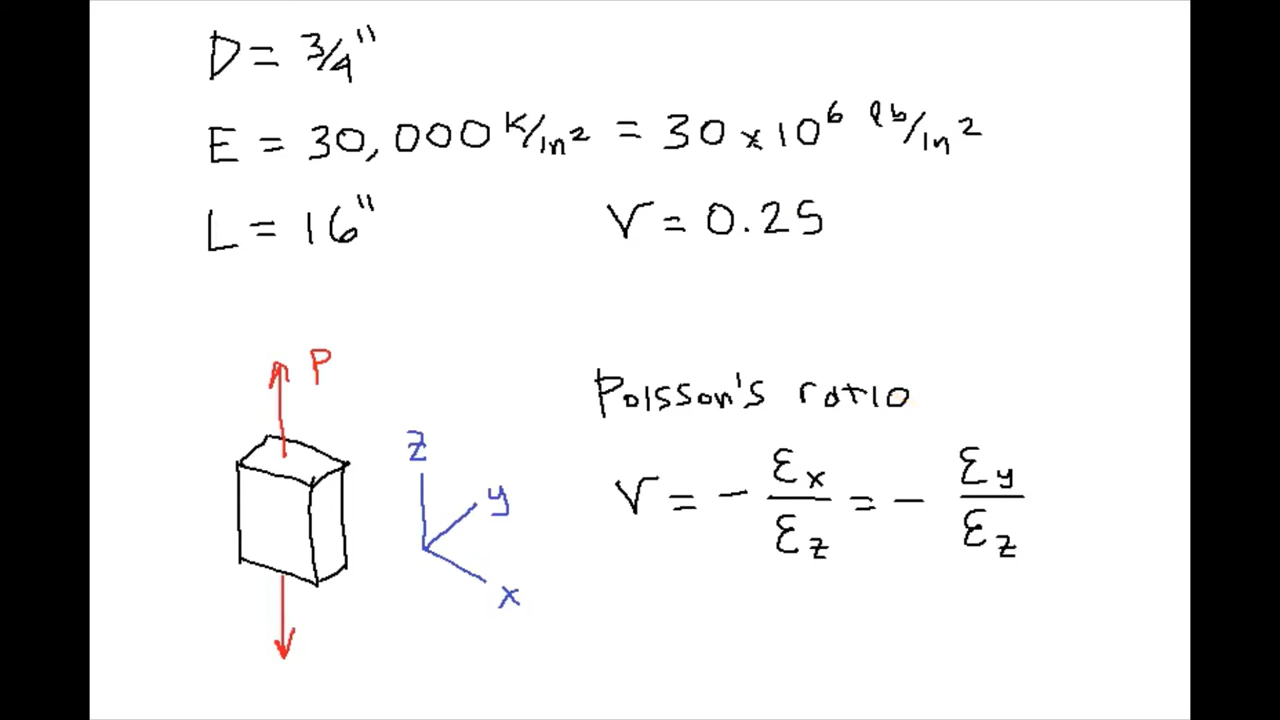 D = 3/4"
E = 30,000 K/in² = 30 x 10⁶ lb/in²
L = 16" ν = 0.25
P
z
y
x
Poisson's ratio
ν = - εx/εz = - εy/εz